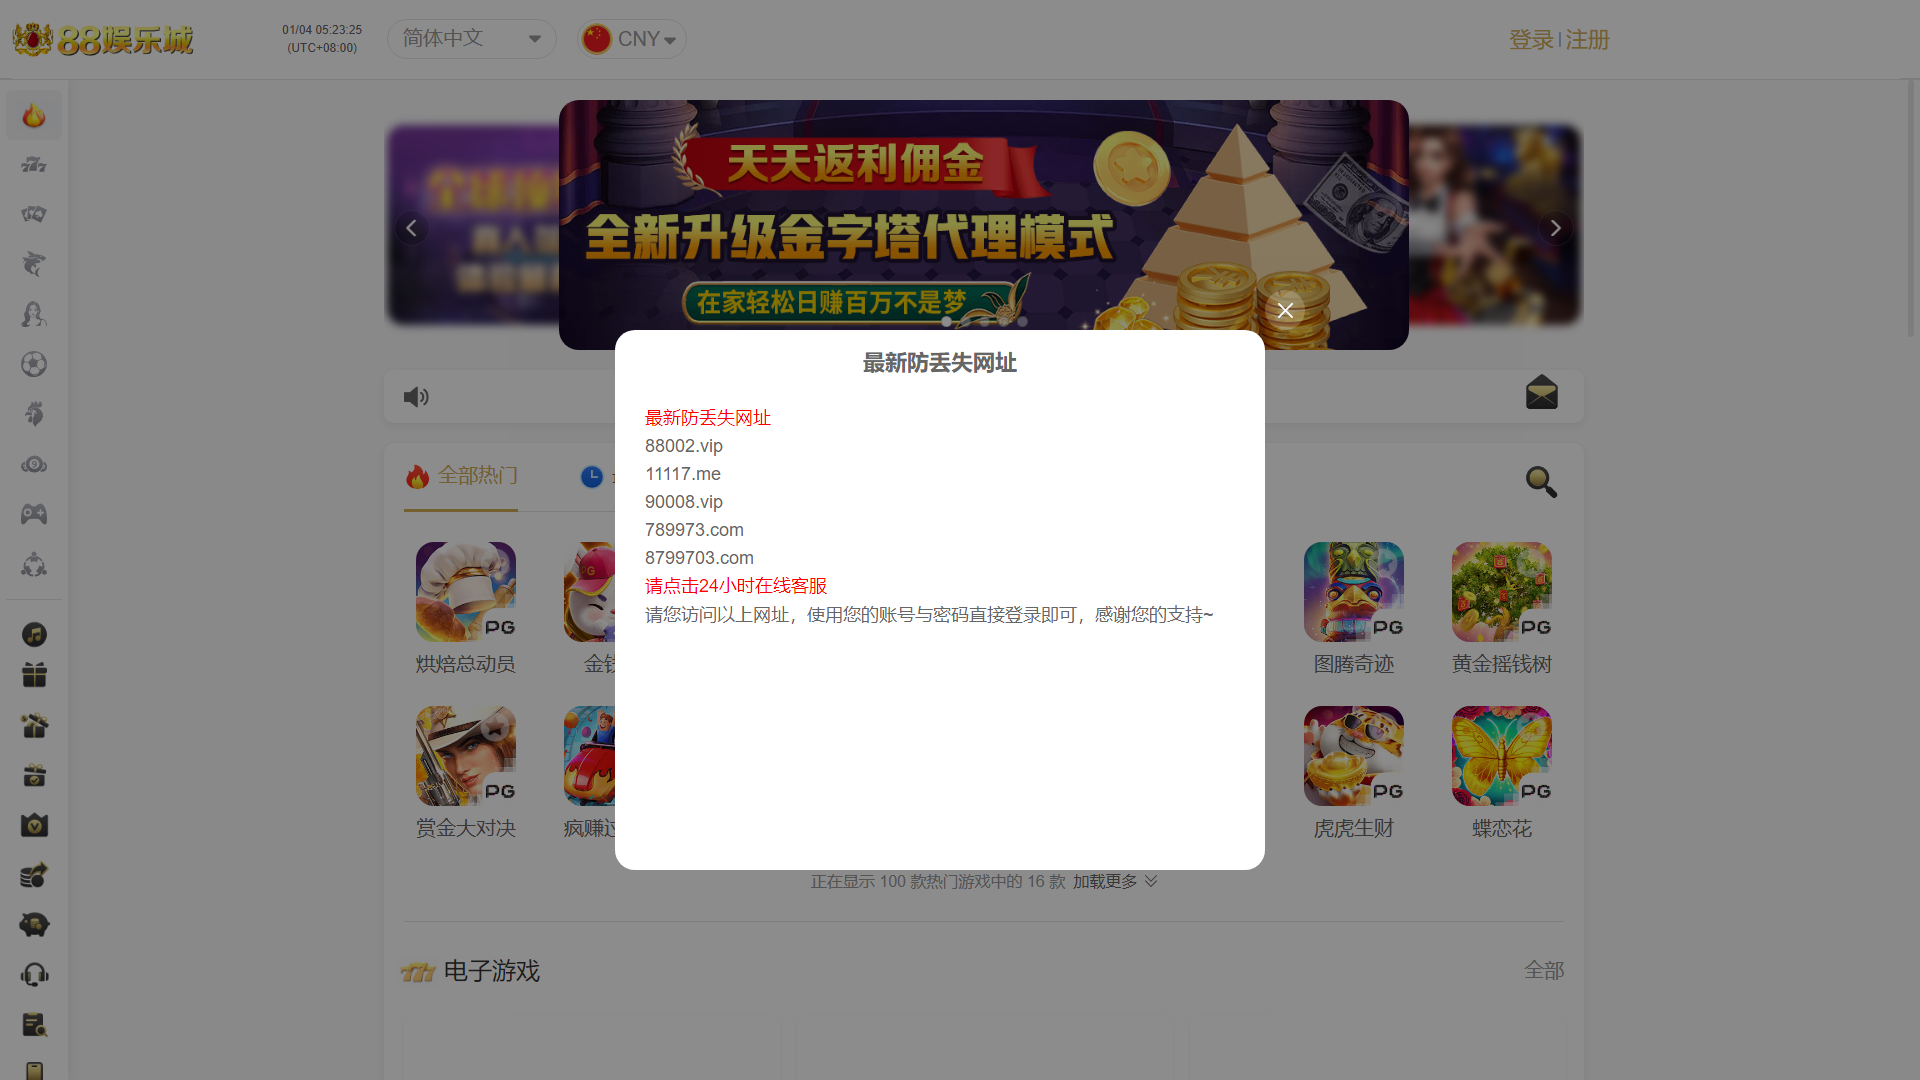 88娱乐城
01/04 05:23:25
(UTC+08:00)
简体中文
CNY
登录 | 注册
天天返利佣金
全新升级金字塔代理模式
在家轻松日赚百万不是梦
最新防丢失网址
最新防丢失网址
88002.vip
11117.me
90008.vip
789973.com
8799703.com
请点击24小时在线客服
请您访问以上网址，使用您的账号与密码直接登录即可，感谢您的支持~
全部热门
PG
PG
PG
PG
烘焙总动员
金钱
图腾奇迹
黄金摇钱树
PG
PG
PG
赏金大对决
疯赚
虎虎生财
蝶恋花
正在显示 100 款热门游戏中的 16 款 加载更多
777 电子游戏
全部